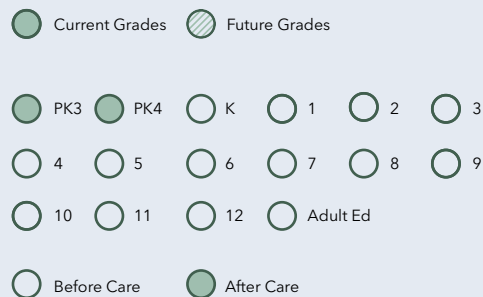 Current Grades Future Grades
PK3 PK4 K 1 2 3
4 5 6 7 8 9
10 11 12 Adult Ed
Before Care After Care